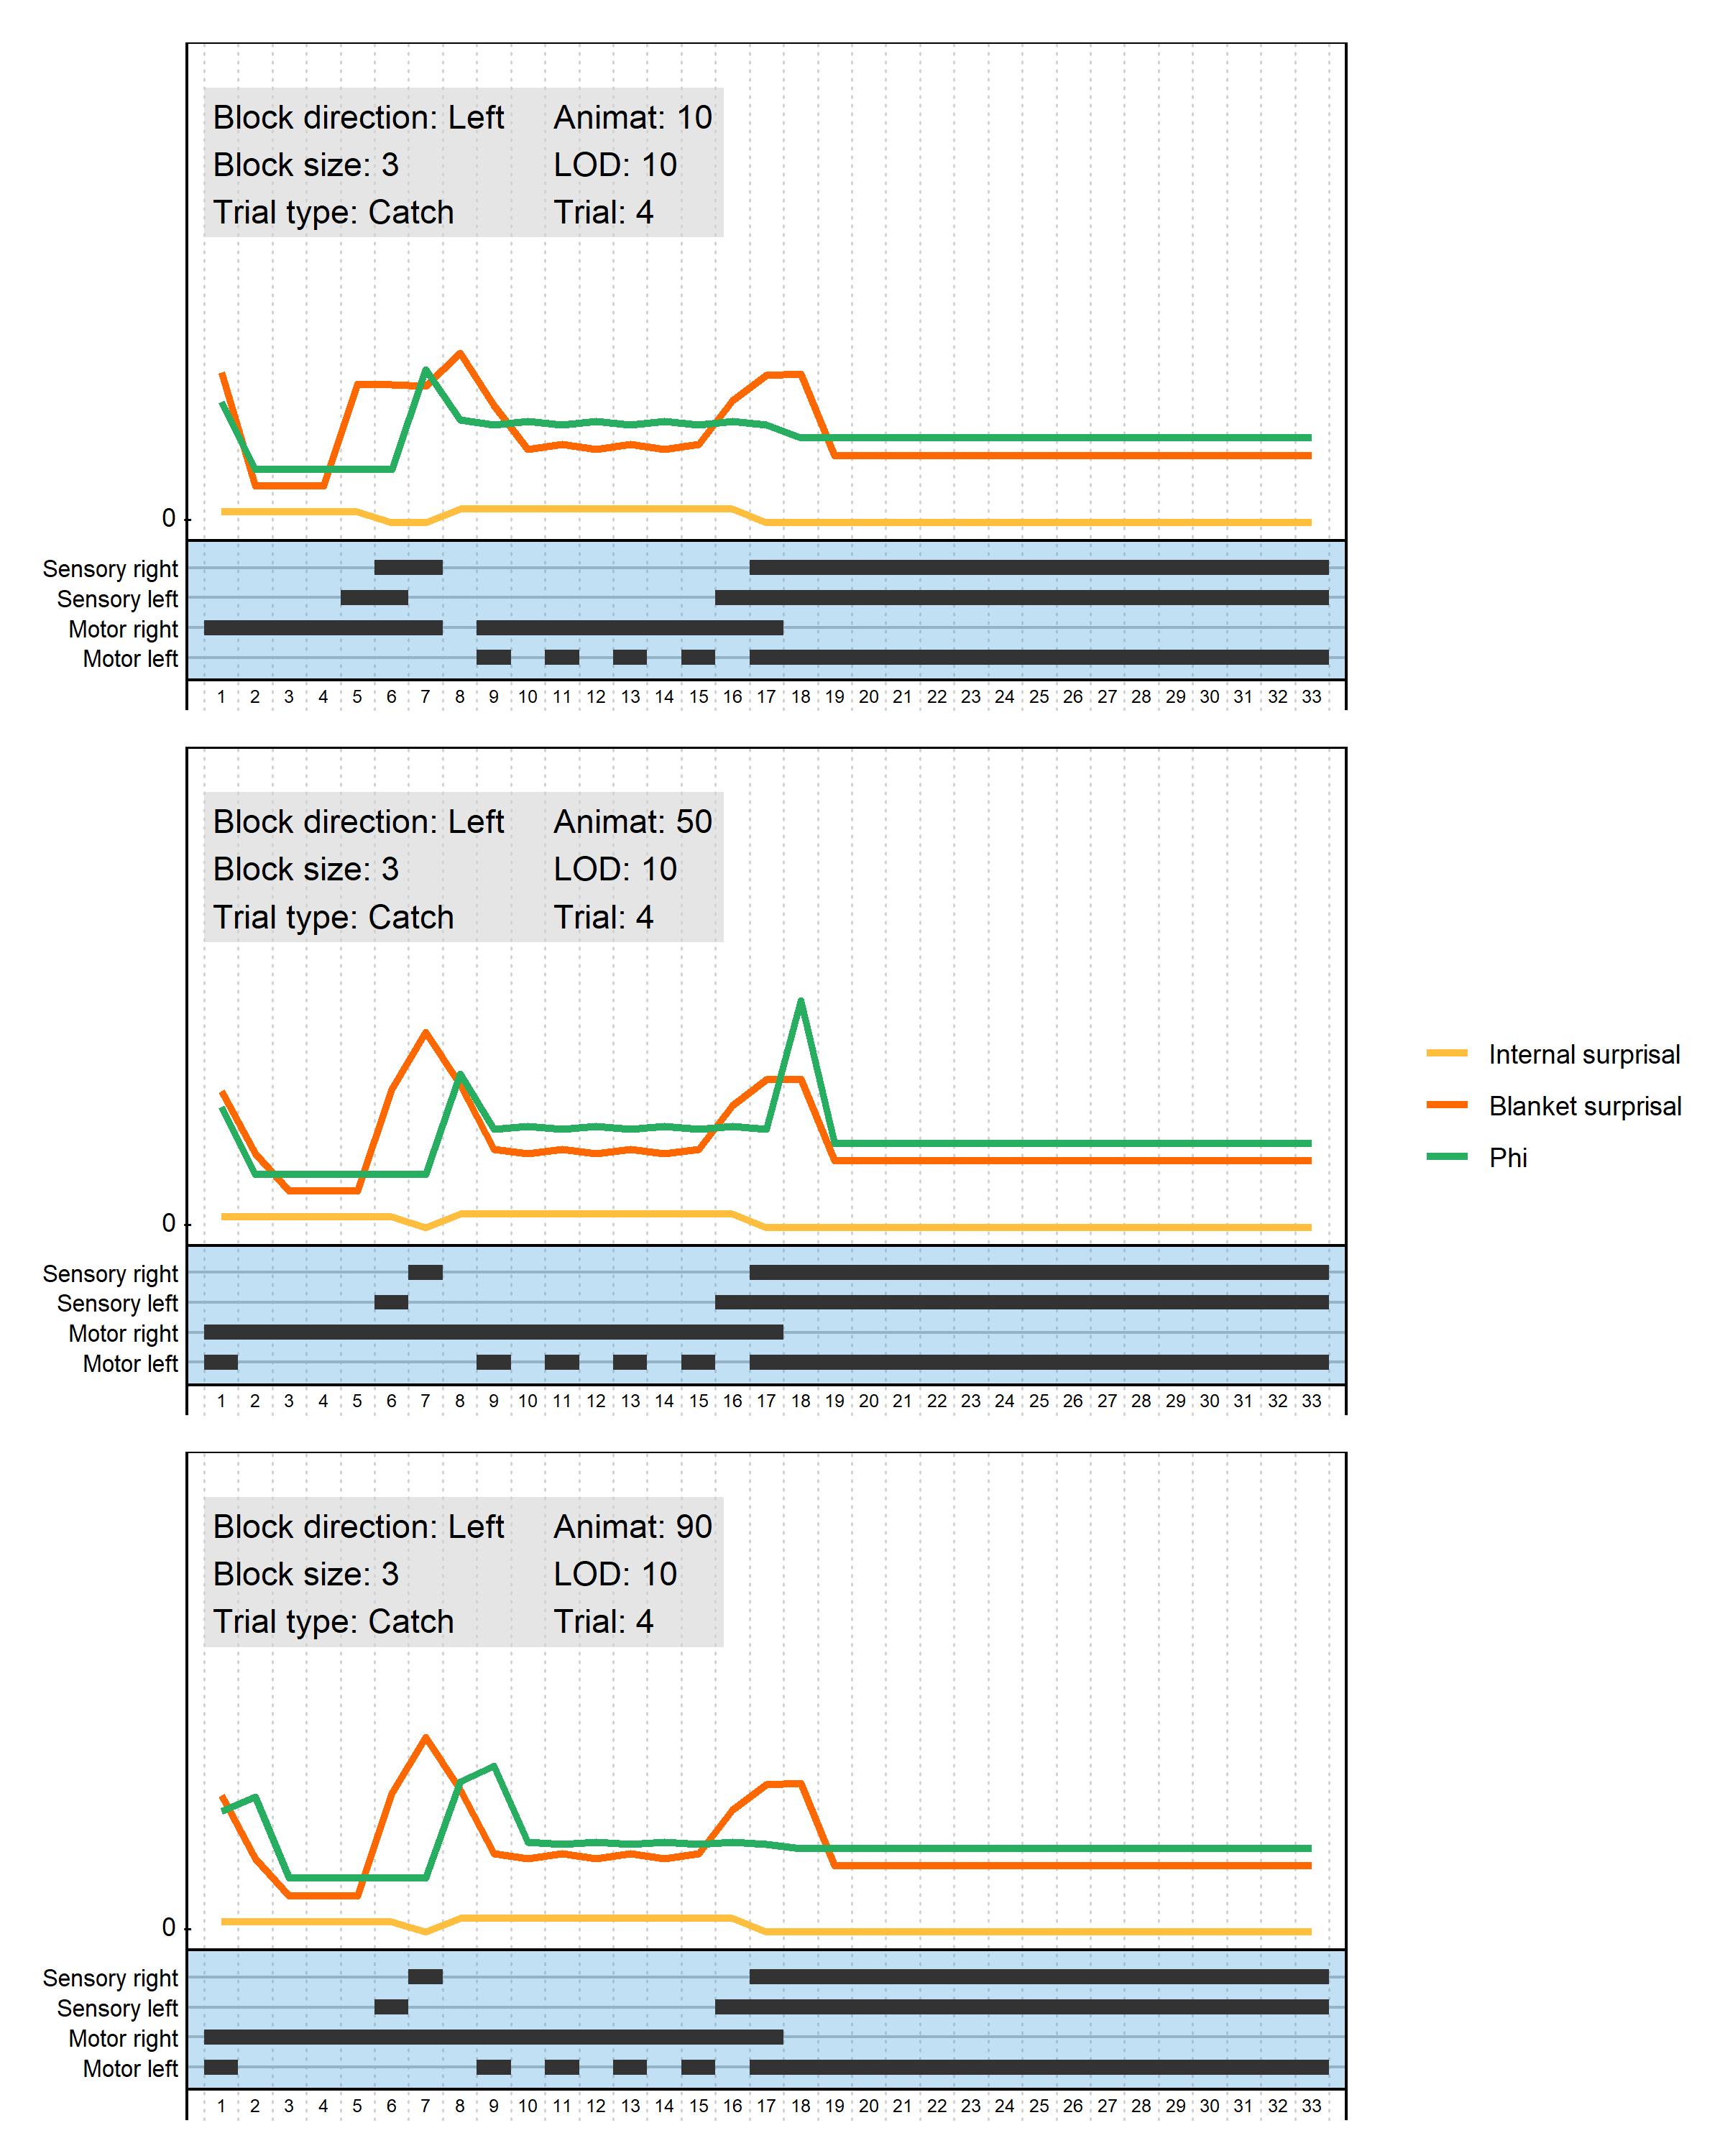 Block direction: Left Animat: 10
Block size: 3 LOD: 10
Trial type: Catch Trial: 4
0
Sensory right
Sensory left
Motor right
Motor left
1 2 3 4 5 6 7 8 9 10 11 12 13 14 15 16 17 18 19 20 21 22 23 24 25 26 27 28 29 30 31 32 33
Block direction: Left Animat: 50
Block size: 3 LOD: 10
Trial type: Catch Trial: 4
0
Sensory right
Sensory left
Motor right
Motor left
1 2 3 4 5 6 7 8 9 10 11 12 13 14 15 16 17 18 19 20 21 22 23 24 25 26 27 28 29 30 31 32 33
Internal surprisal
Blanket surprisal
Phi
Block direction: Left Animat: 90
Block size: 3 LOD: 10
Trial type: Catch Trial: 4
0
Sensory right
Sensory left
Motor right
Motor left
1 2 3 4 5 6 7 8 9 10 11 12 13 14 15 16 17 18 19 20 21 22 23 24 25 26 27 28 29 30 31 32 33